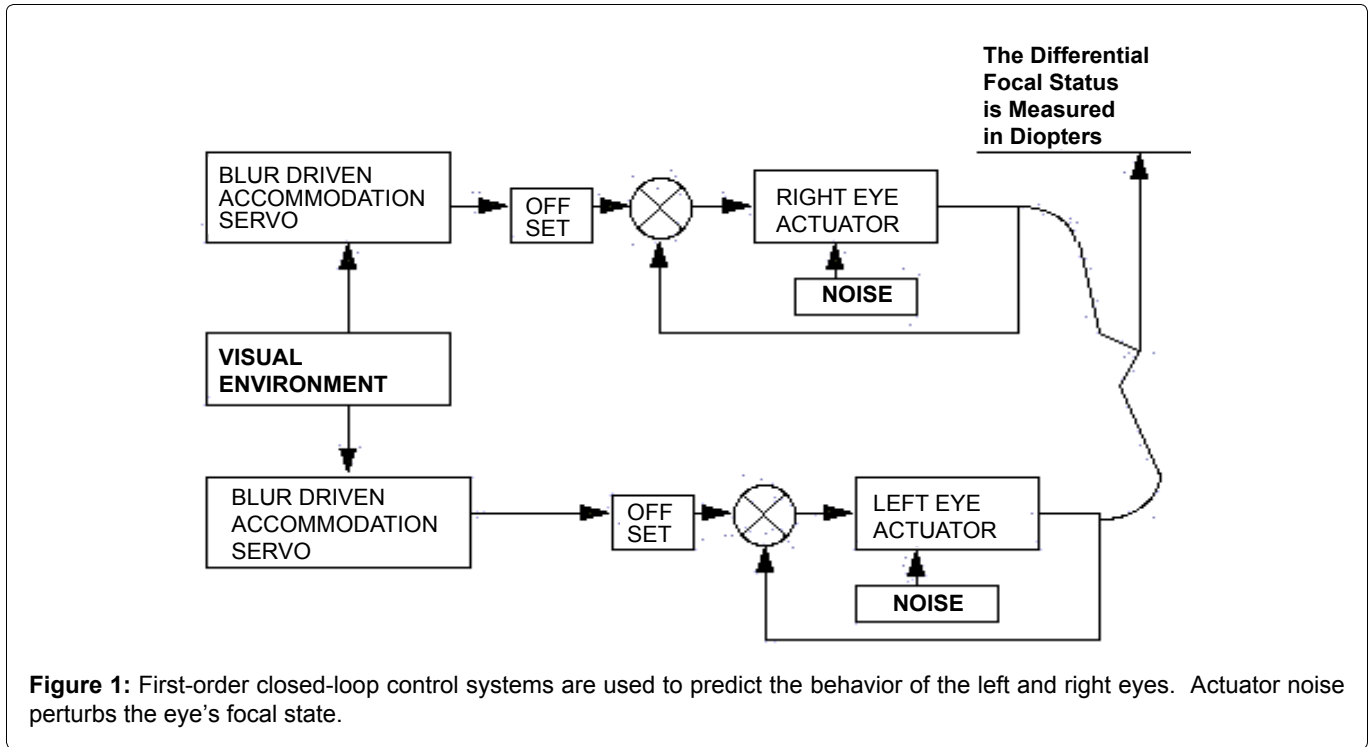 The Differential
Focal Status
is Measured
in Diopters
BLUR DRIVEN
ACCOMMODATION
SERVO
OFF
SET
RIGHT EYE
ACTUATOR
NOISE
VISUAL
ENVIRONMENT
BLUR DRIVEN
ACCOMMODATION
SERVO
OFF
SET
LEFT EYE
ACTUATOR
NOISE
Figure 1: First-order closed-loop control systems are used to predict the behavior of the left and right eyes. Actuator noise
perturbs the eye's focal state.